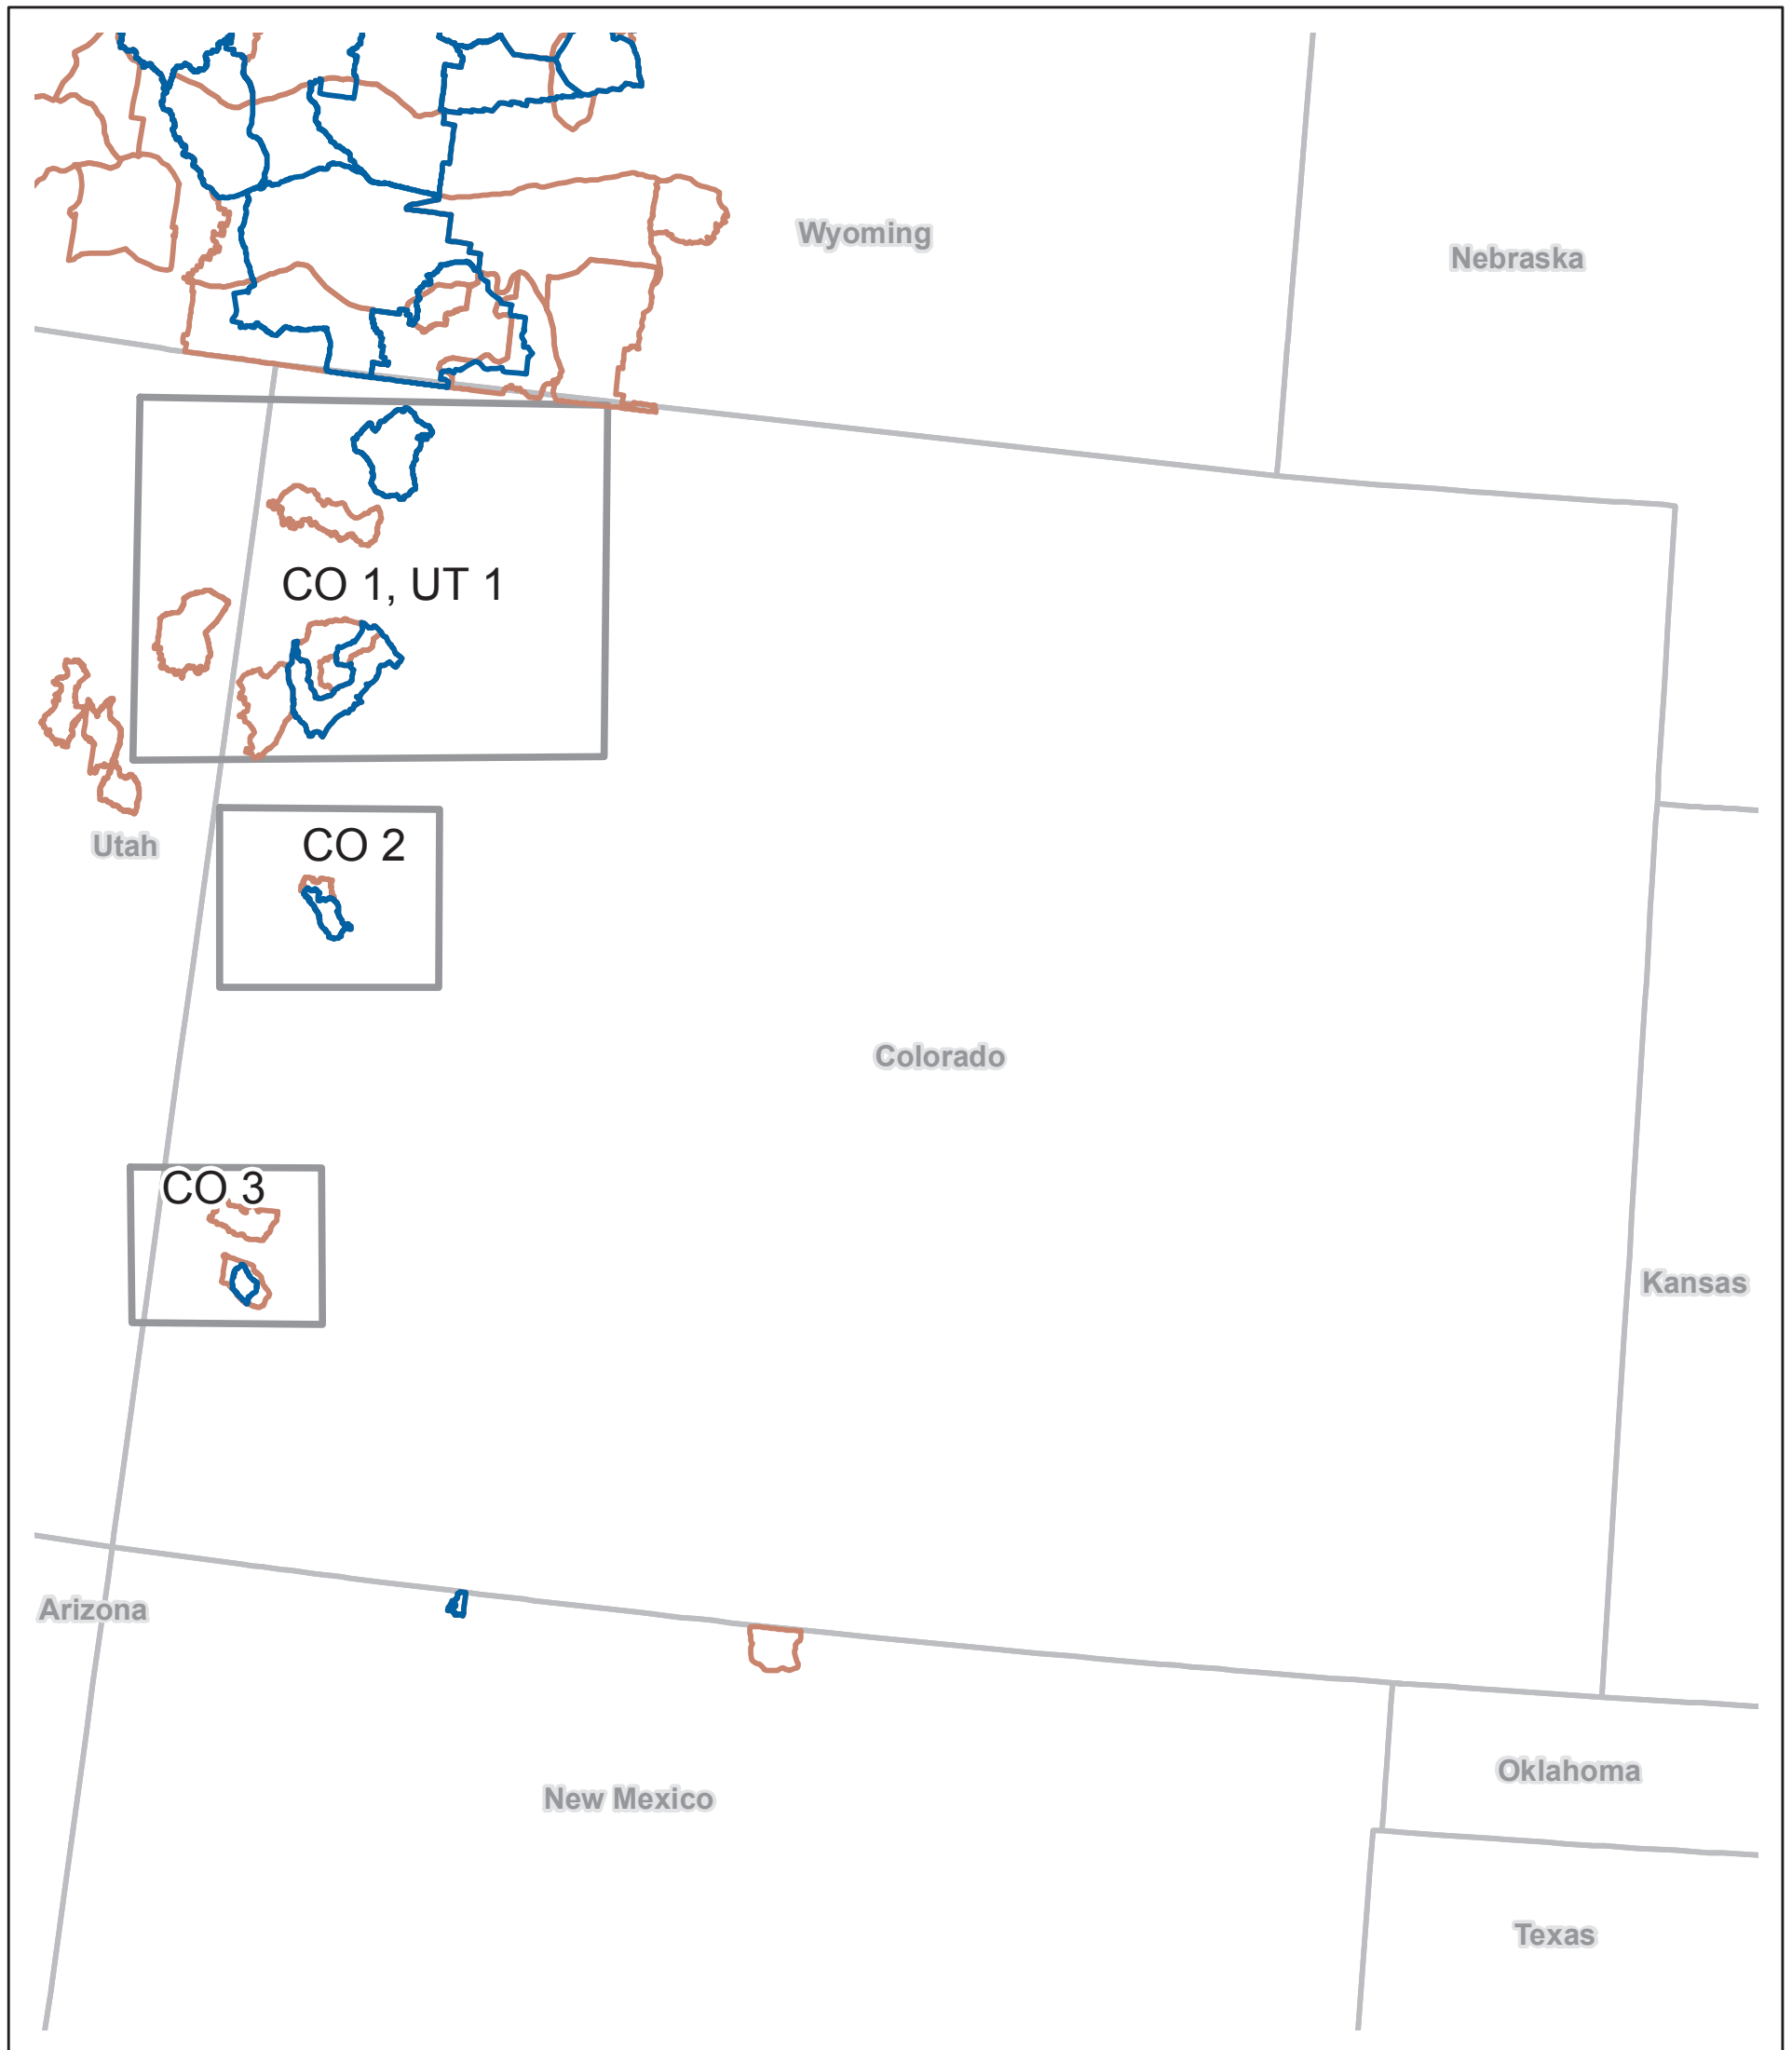 Wyoming
Nebraska
CO 1, UT 1
Utah
CO 2
Colorado
CO 3
Kansas
Arizona
New Mexico
Oklahoma
Texas